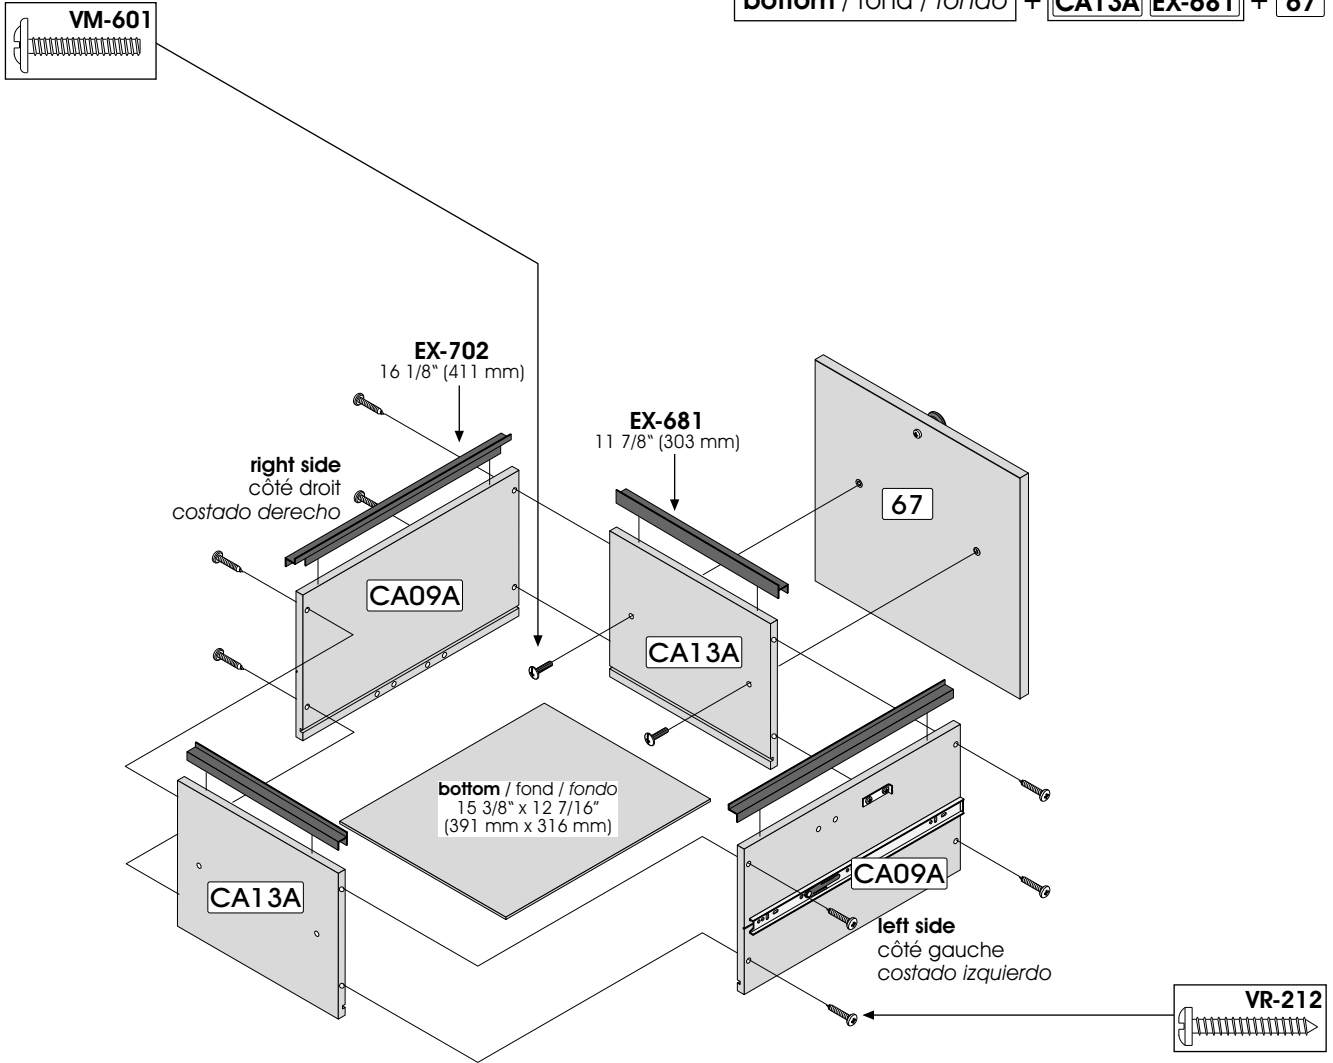 VM-601
bottom / fond / fondo + CA13A EX-681 + 67
EX-702
16 1/8“ (411 mm)
EX-681
11 7/8“ (303 mm)
right side
côté droit
costado derecho
67
CA09A
CA13A
bottom / fond / fondo
15 3/8“ x 12 7/16”
(391 mm x 316 mm)
CA13A
CA09A
left side
côté gauche
costado izquierdo
VR-212